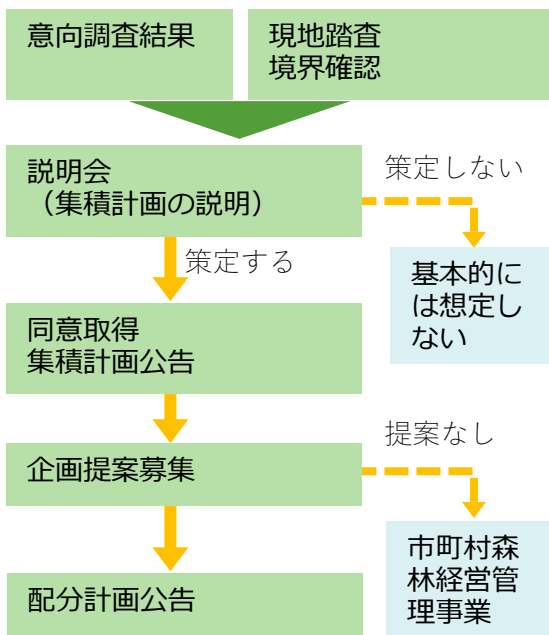 意向調査結果
現地踏査
境界確認
説明会
（集積計画の説明）
策定しない
策定する
基本的に
は想定し
ない
同意取得
集積計画公告
提案なし
企画提案募集
市町村森
林経営管
理事業
配分計画公告